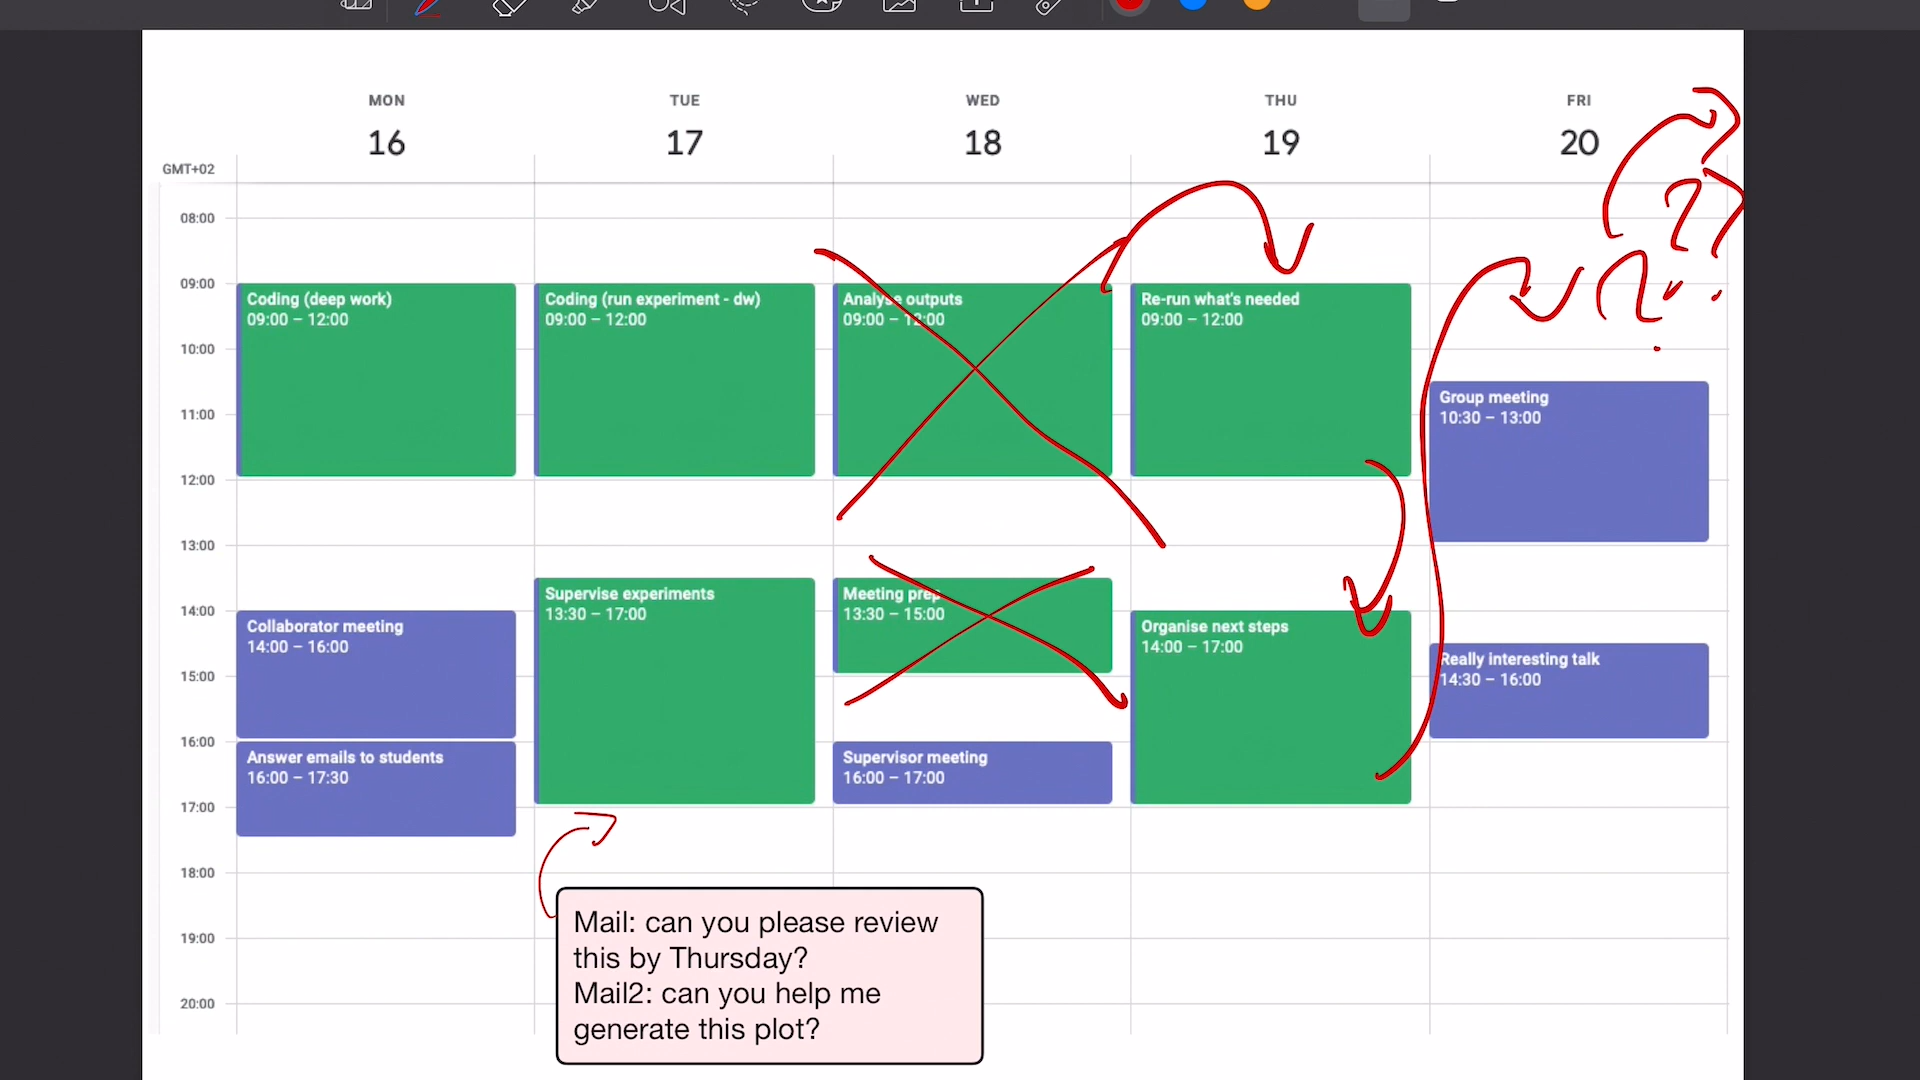 MON
TUE
WED
THU
FRI
16
17
18
19
20
GMT+02
08:00
09:00
10:00
11:00
12:00
13:00
14:00
15:00
16:00
17:00
18:00
19:00
20:00
Coding (deep work)
09:00 – 12:00
Collaborator meeting
14:00 – 16:00
Answer emails to students
16:00 – 17:30
Coding (run experiment - dw)
09:00 – 12:00
Supervise experiments
13:30 – 17:00
Analyse outputs
09:00 – 12:00
Meeting prep
13:30 – 15:00
Supervisor meeting
16:00 – 17:00
Re-run what's needed
09:00 – 12:00
Organise next steps
14:00 – 17:00
Group meeting
10:30 – 13:00
Really interesting talk
14:30 – 16:00
? ? ?
Mail: can you please review
this by Thursday?
Mail2: can you help me
generate this plot?